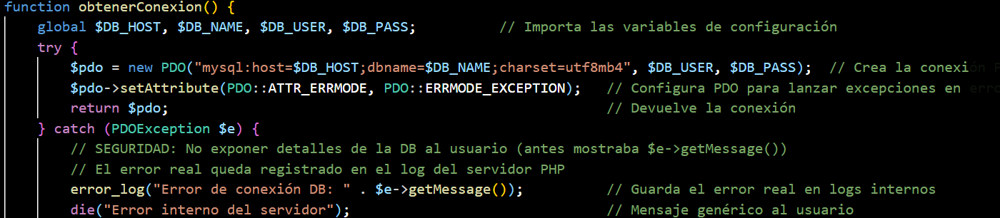 function obtenerConexion() {
global $DB_HOST, $DB_NAME, $DB_USER, $DB_PASS; // Importa las variables de configuración
try {
$pdo = new PDO("mysql:host=$DB_HOST;dbname=$DB_NAME;charset=utf8mb4", $DB_USER, $DB_PASS); // Crea la conexión P
$pdo->setAttribute(PDO::ATTR_ERRMODE, PDO::ERRMODE_EXCEPTION); // Configura PDO para lanzar excepciones en erro
return $pdo; // Devuelve la conexión
} catch (PDOException $e) {
// SEGURIDAD: No exponer detalles de la DB al usuario (antes mostraba $e->getMessage())
// El error real queda registrado en el log del servidor PHP
error_log("Error de conexión DB: " . $e->getMessage()); // Guarda el error real en logs internos
die("Error interno del servidor"); // Mensaje genérico al usuario